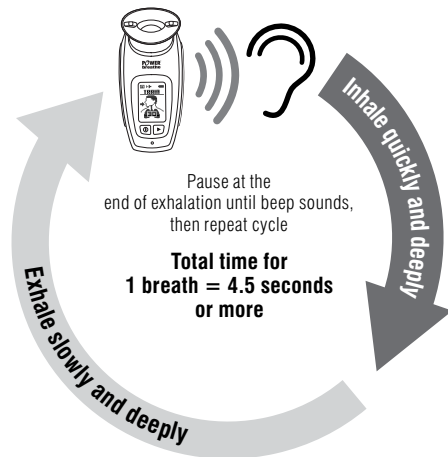 POWER
breathe
Inhale quickly and deeply
Pause at the
end of exhalation until beep sounds,
then repeat cycle
Total time for
1 breath = 4.5 seconds
or more
Exhale slowly and deeply